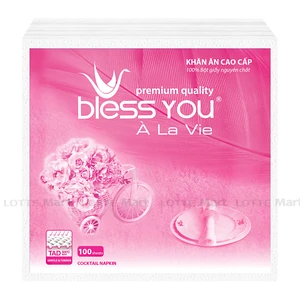 KHĂN ĂN CAO CẤP
100% Bột giấy nguyên chất
premium quality
bless you®
À La Vie
LOTTE Mart
TAD
100 sheets
COCKTAIL NAPKIN